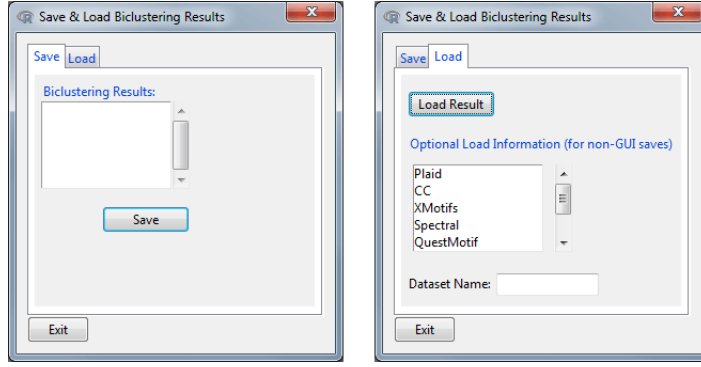 Save & Load Biclustering Results
Save Load
Biclustering Results:
Save
Exit
Save & Load Biclustering Results
Save Load
Load Result
Optional Load Information (for non-GUI saves)
Plaid
CC
XMotifs
Spectral
QuestMotif
Dataset Name:
Exit